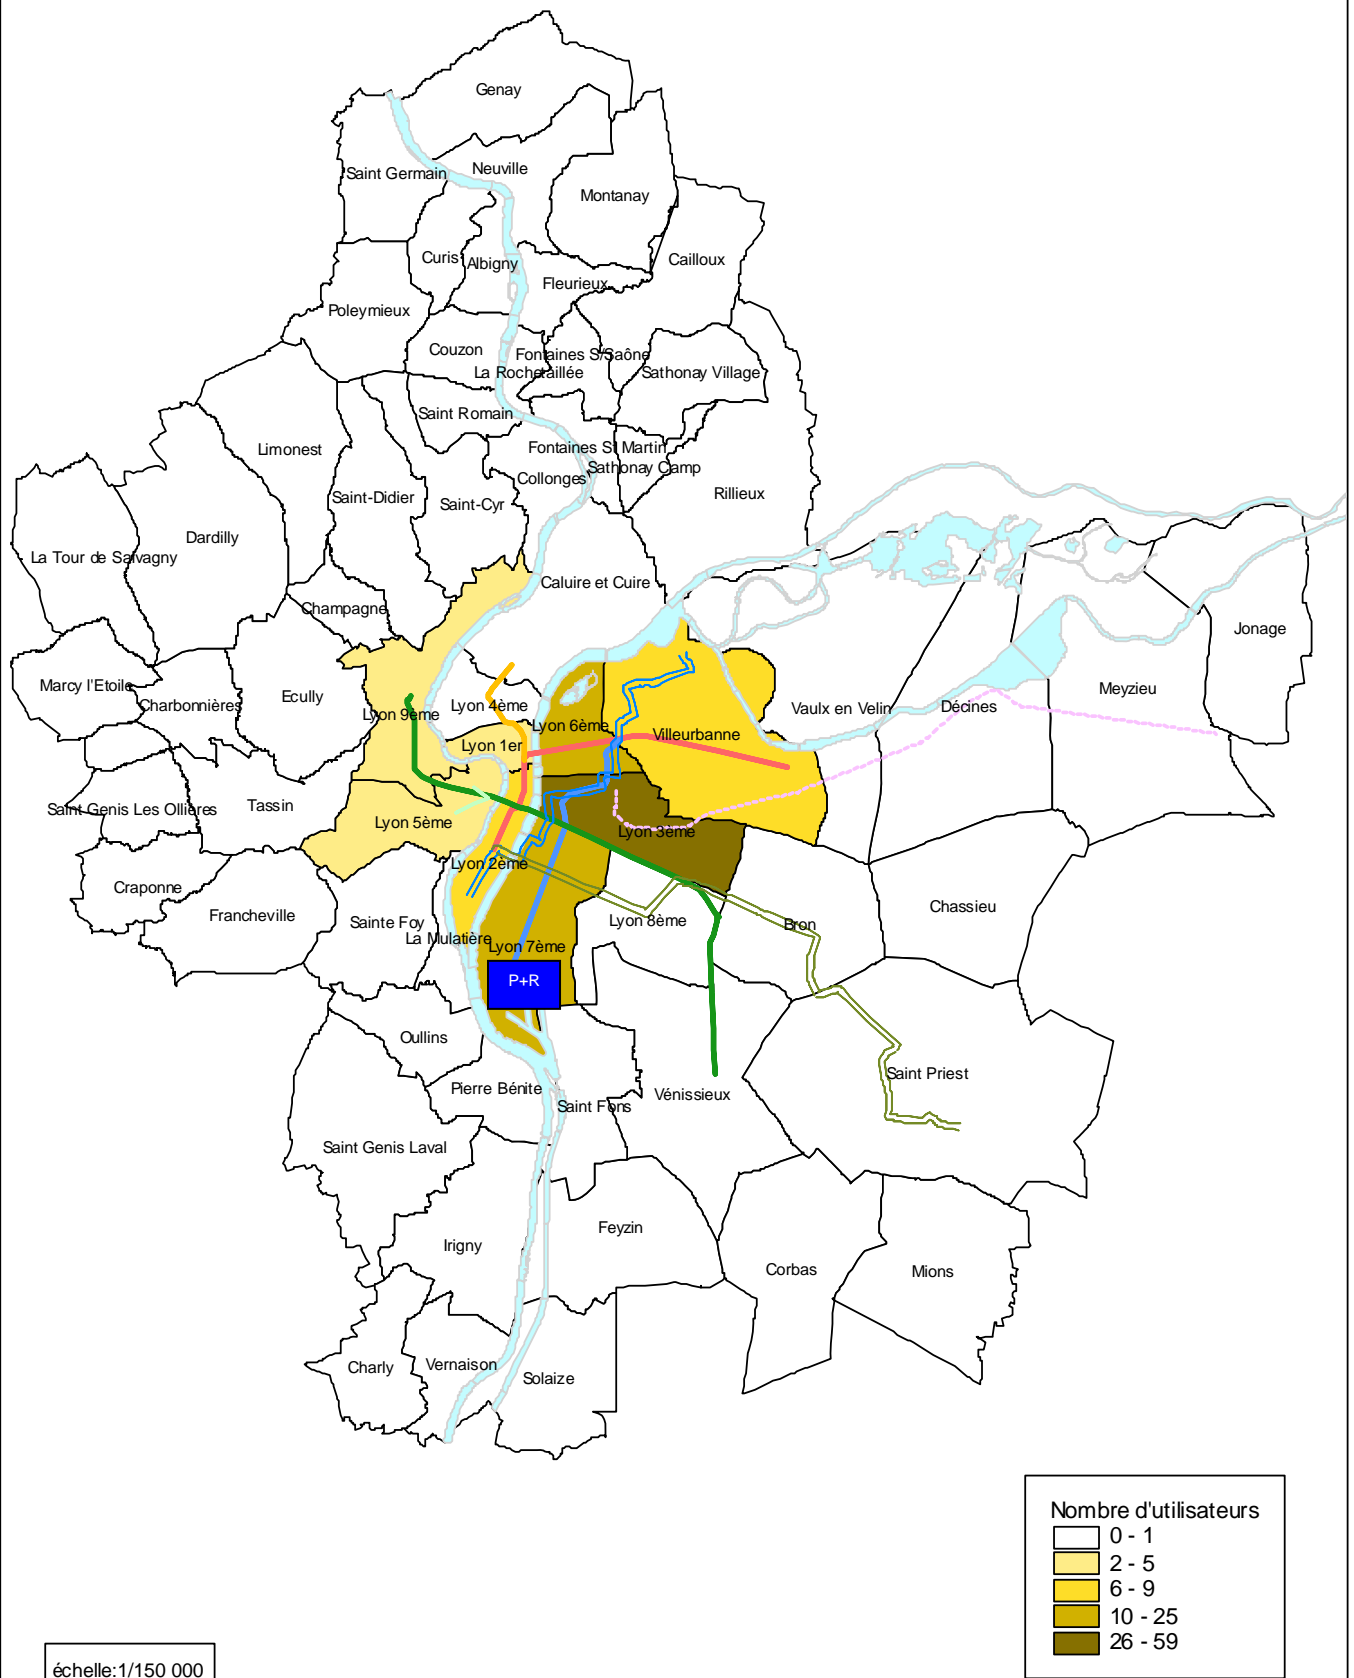 Genay
Neuville
Saint Germain
Montanay
Curis
Albigny
Cailloux
Fleurieux
Poleymieux
Couzon
Fontaines S/Saône
La Rochetaillée
Sathonay Village
Saint Romain
Limonest
Fontaines St Martin
Sathonay Camp
Collonges
Saint-Didier
Saint-Cyr
Rillieux
Dardilly
La Tour de Salvagny
Caluire et Cuire
Champagne
Jonage
Marcy l'Etoile
Charbonnières
Ecully
Lyon 4ème
Lyon 9ème
Lyon 6ème
Villeurbanne
Vaulx en Velin
Décines
Meyzieu
Lyon 1er
Saint Genis Les Ollières
Tassin
Lyon 5ème
Lyon 3ème
Lyon 2ème
Craponne
Francheville
Sainte Foy
La Mulatière
Lyon 7ème
Lyon 8ème
Bron
Chassieu
P+R
Oullins
Pierre Bénite
Saint Fons
Vénissieux
Saint Priest
Saint Genis Laval
Irigny
Feyzin
Corbas
Mions
Charly
Vernaison
Solaize
Nombre d'utilisateurs
0 - 1
2 - 5
6 - 9
10 - 25
26 - 59
échelle:1/150 000